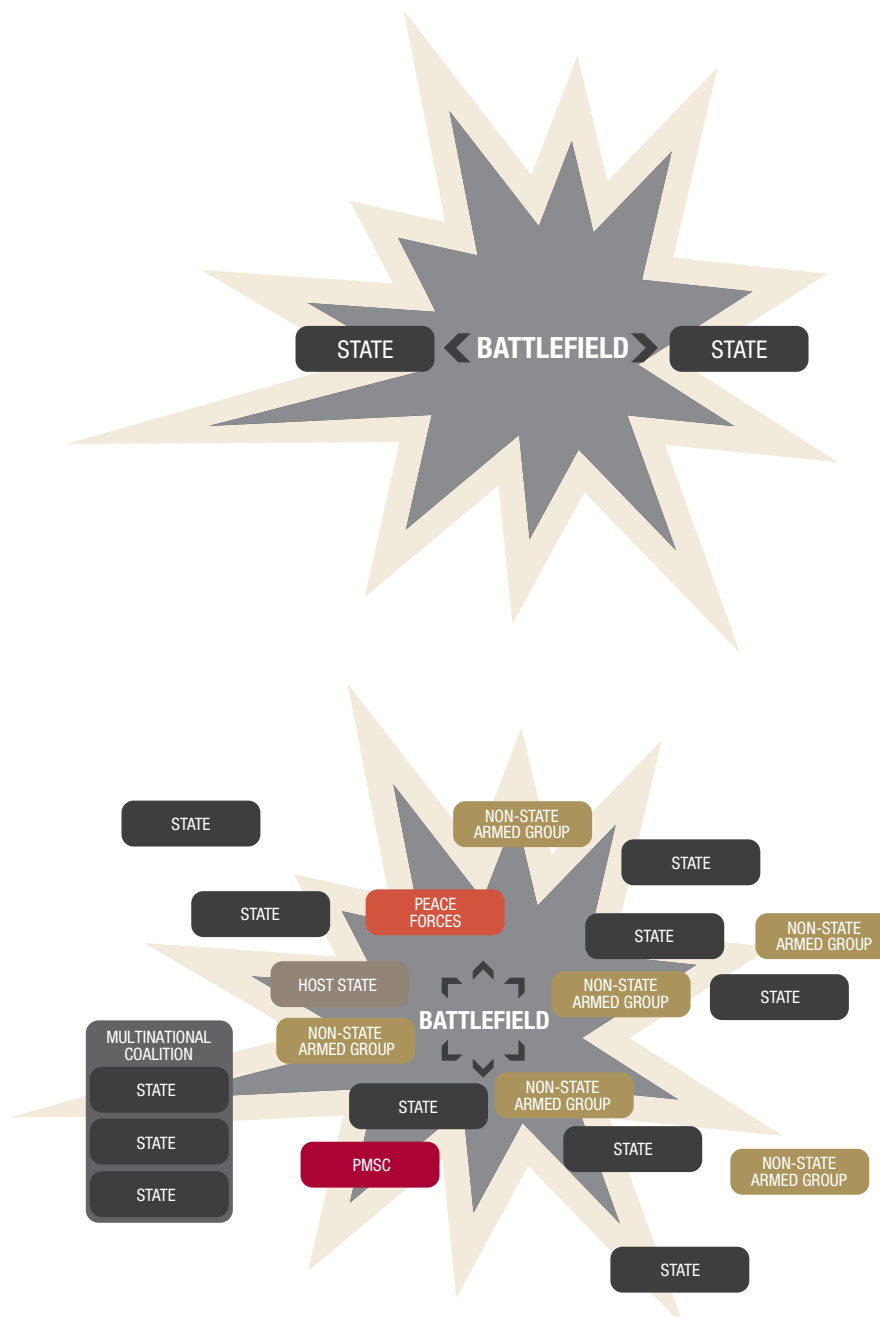 STATE
BATTLEFIELD
STATE
STATE
NON-STATE
ARMED GROUP
STATE
STATE
PEACE
FORCES
STATE
NON-STATE
ARMED GROUP
HOST STATE
NON-STATE
ARMED GROUP
STATE
BATTLEFIELD
NON-STATE
ARMED GROUP
MULTINATIONAL
COALITION
STATE
STATE
STATE
STATE
NON-STATE
ARMED GROUP
STATE
PMSC
NON-STATE
ARMED GROUP
STATE